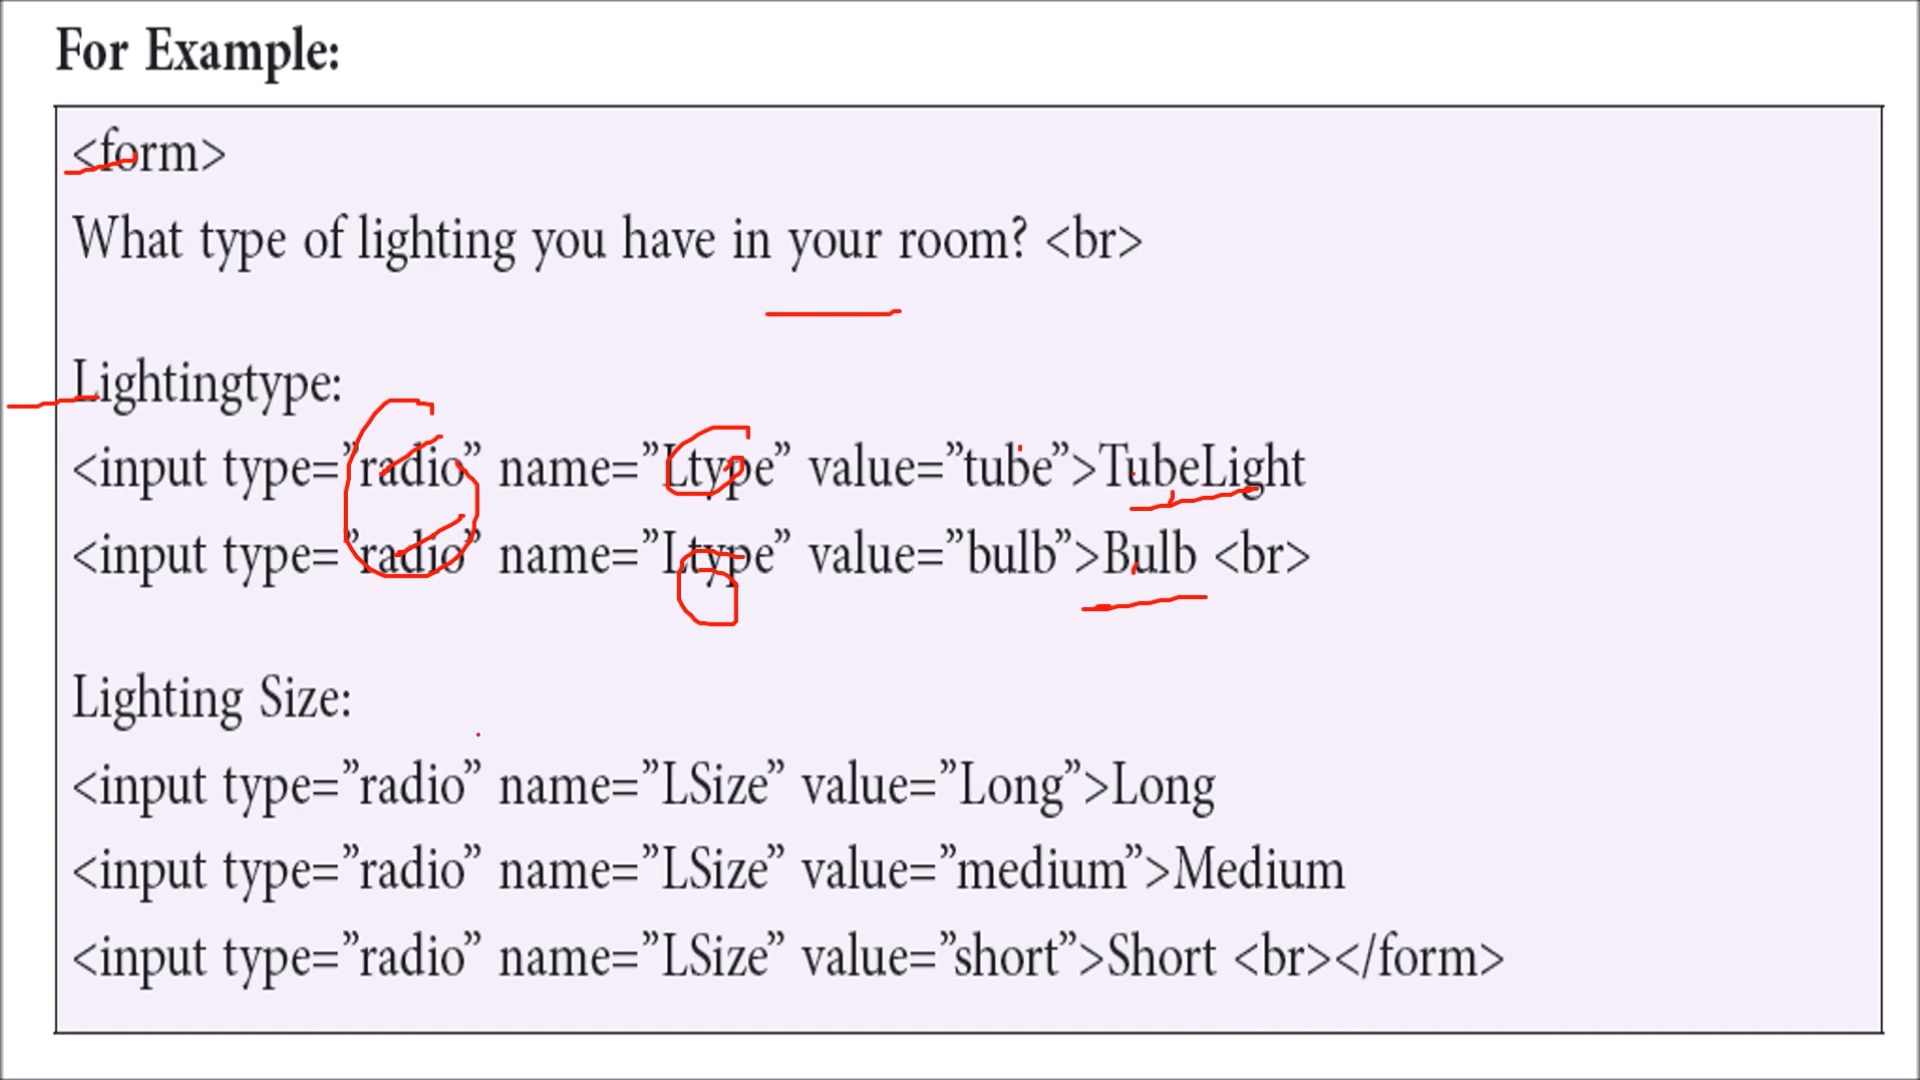 For Example:
<form>
What type of lighting you have in your room? <br>
Lightingtype:
<input type=”radio” name=”Ltype” value=”tube”>TubeLight
<input type=”radio” name=”Ltype” value=”bulb”>Bulb <br>
Lighting Size:
<input type=”radio” name=”LSize” value=”Long”>Long
<input type=”radio” name=”LSize” value=”medium”>Medium
<input type=”radio” name=”LSize” value=”short”>Short <br></form>